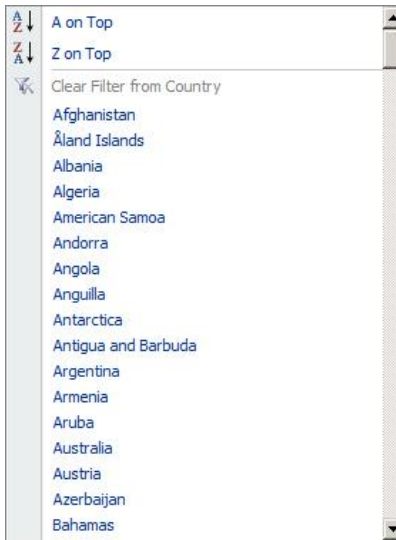 A on Top
Z on Top
Clear Filter from Country
Afghanistan
Åland Islands
Albania
Algeria
American Samoa
Andorra
Angola
Anguilla
Antarctica
Antigua and Barbuda
Argentina
Armenia
Aruba
Australia
Austria
Azerbaijan
Bahamas